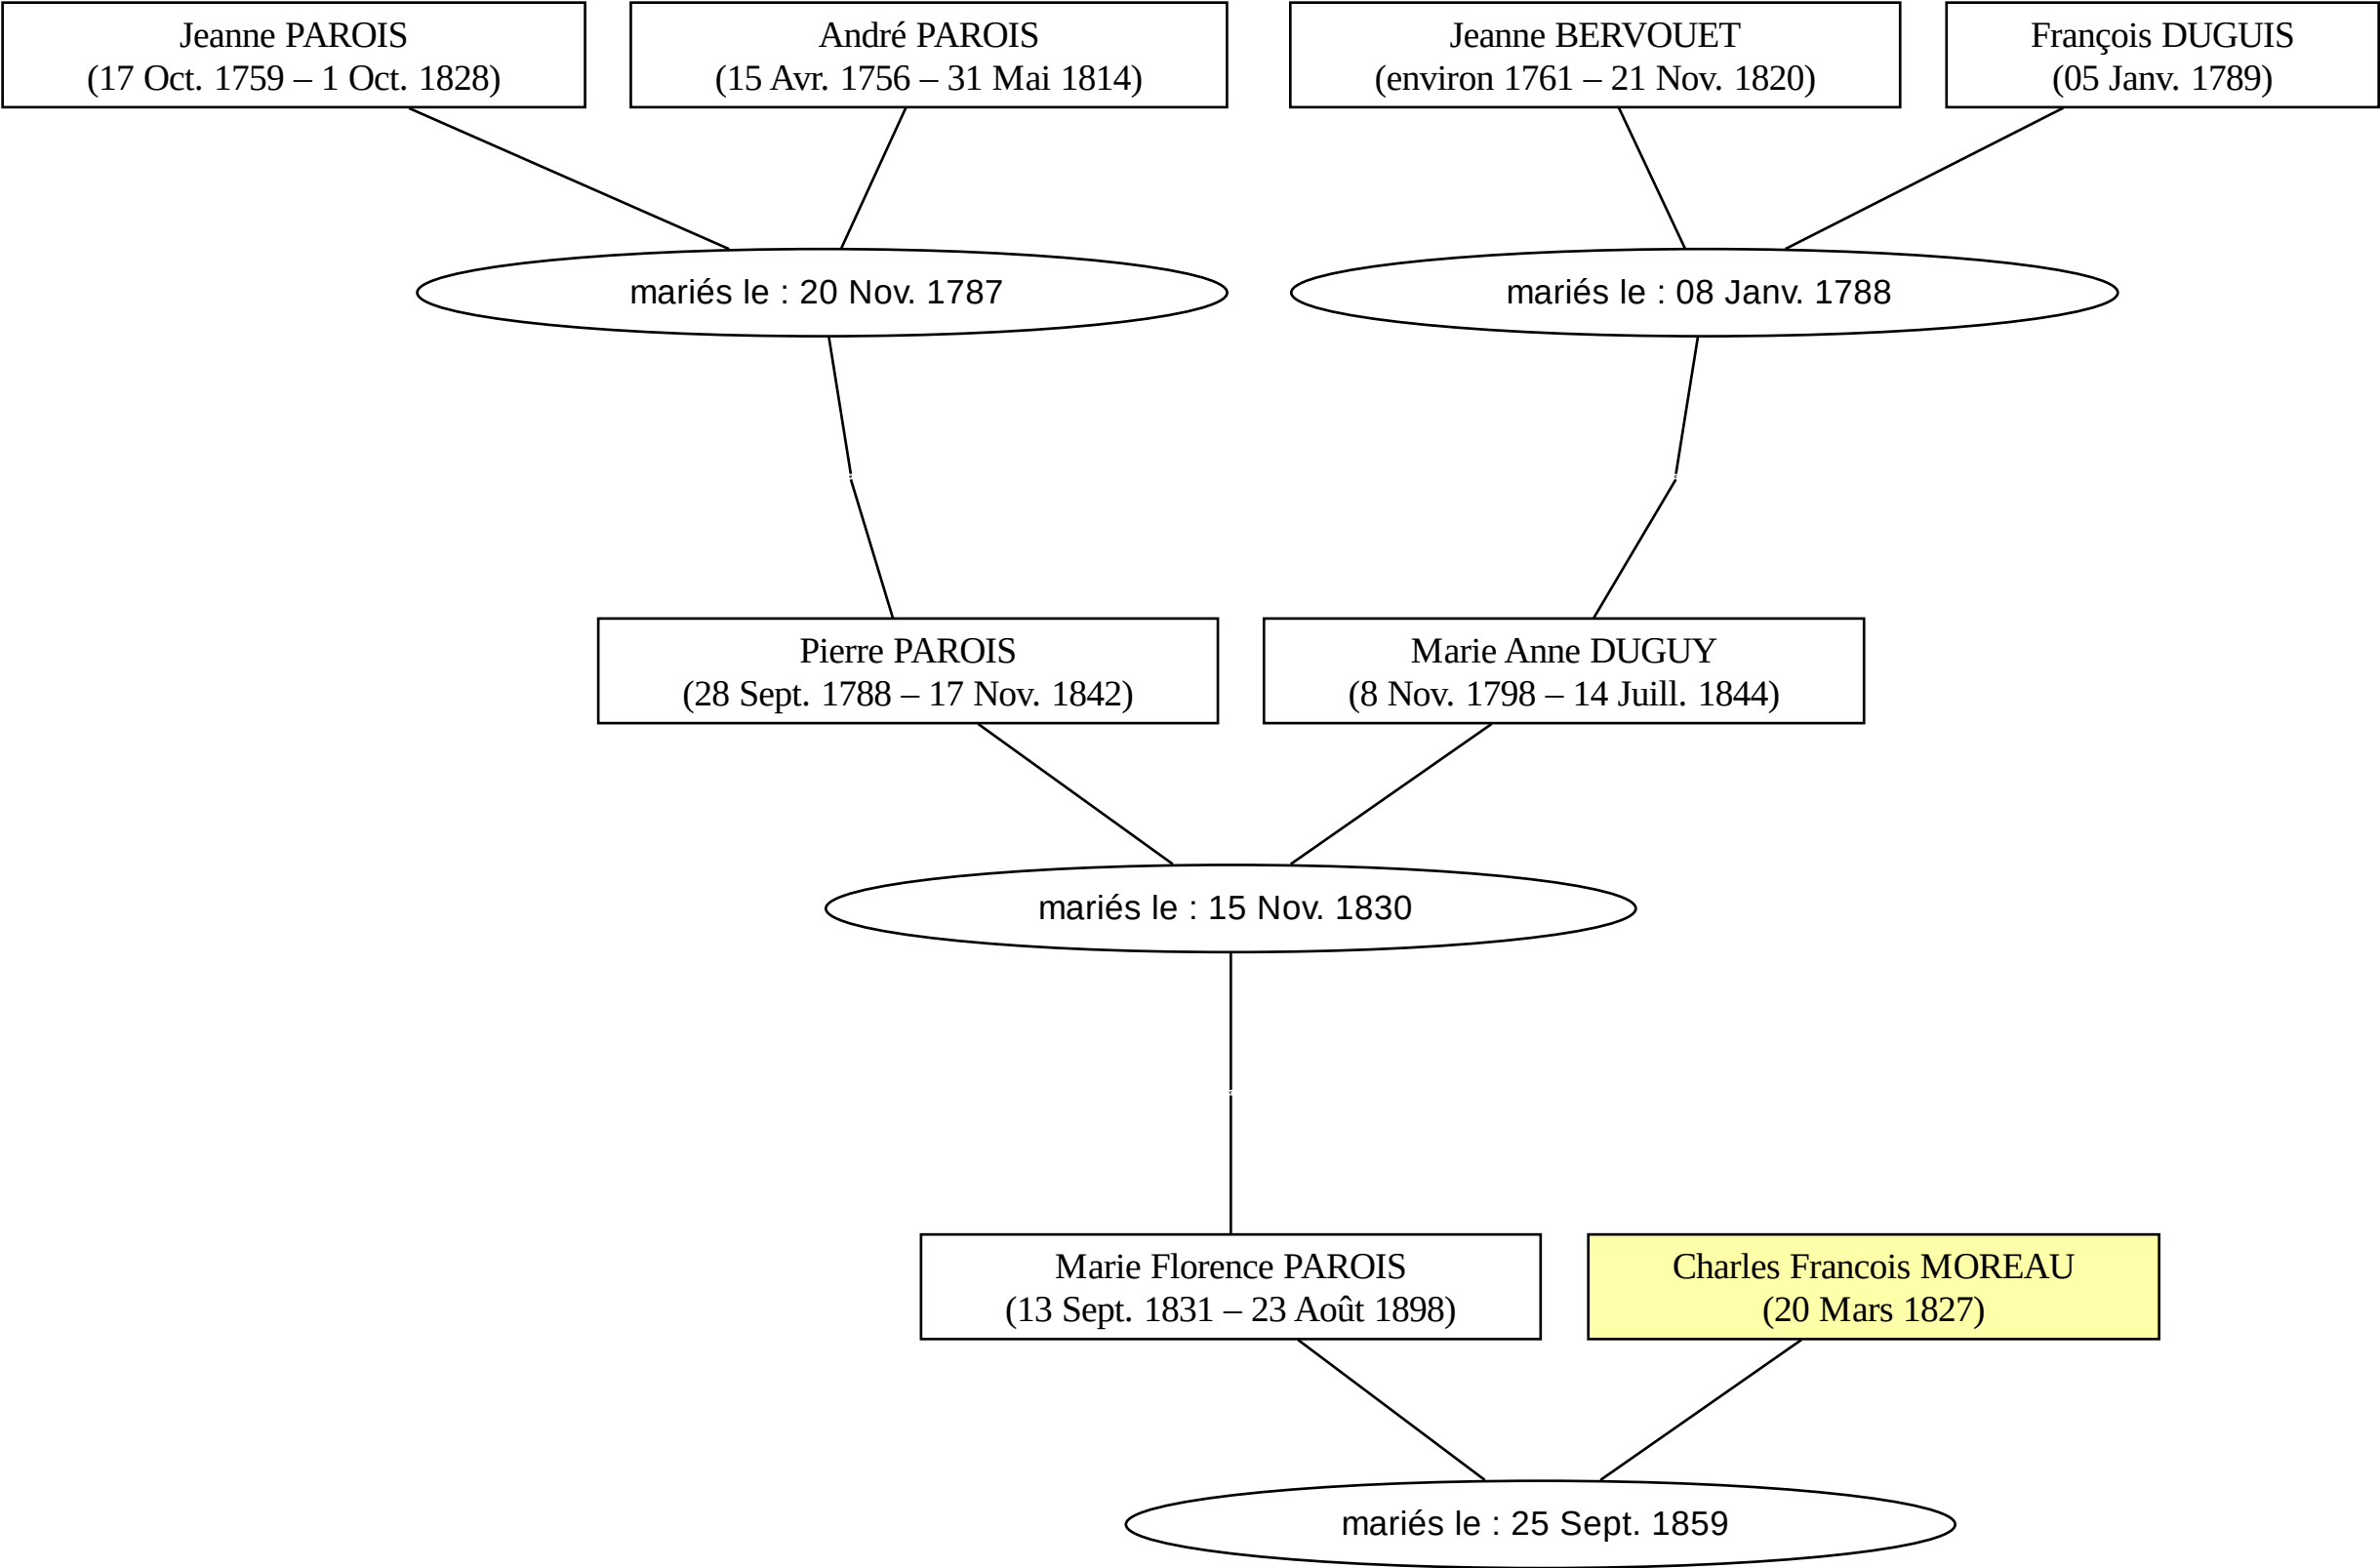 Jeanne PAROIS
(17 Oct. 1759 – 1 Oct. 1828)
André PAROIS
(15 Avr. 1756 – 31 Mai 1814)
Jeanne BERVOUET
(environ 1761 – 21 Nov. 1820)
François DUGUIS
(05 Janv. 1789)
mariés le : 20 Nov. 1787
mariés le : 08 Janv. 1788
Pierre PAROIS
(28 Sept. 1788 – 17 Nov. 1842)
Marie Anne DUGUY
(8 Nov. 1798 – 14 Juill. 1844)
mariés le : 15 Nov. 1830
Marie Florence PAROIS
(13 Sept. 1831 – 23 Août 1898)
Charles Francois MOREAU
(20 Mars 1827)
mariés le : 25 Sept. 1859